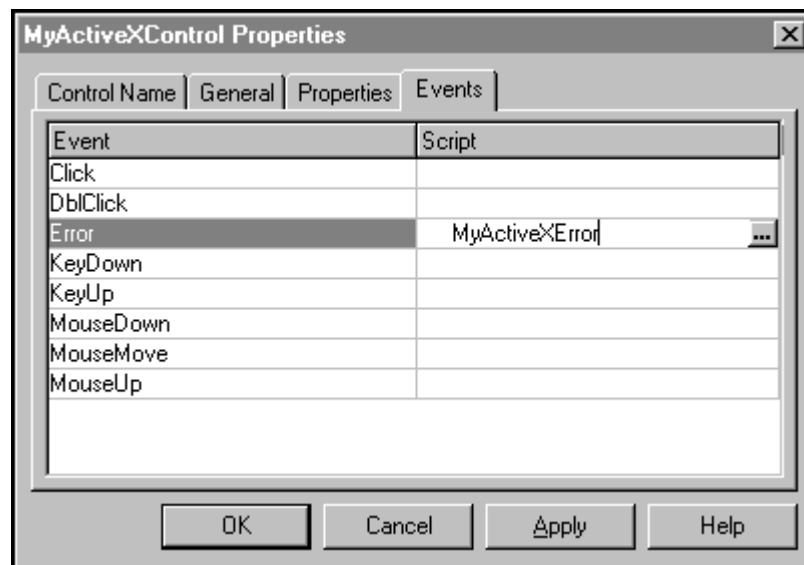 MyActiveXControl Properties
Control Name General Properties Events
Event Script
Click
DblClick
Error MyActiveXError ...
KeyDown
KeyUp
MouseDown
MouseMove
MouseUp
OK Cancel Apply Help